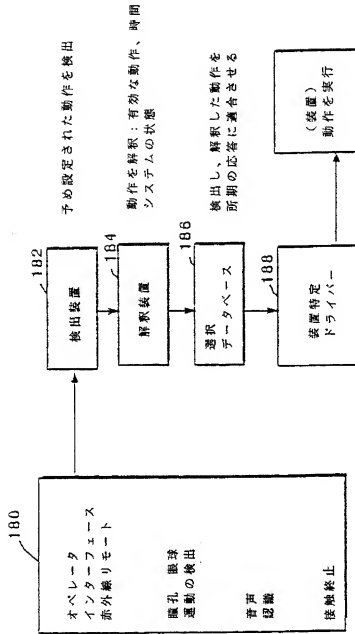 180
オペレータ
インターフェース
赤外線リモート
瞳孔 眼球
運動の検出
音声
認識
接触終止
182
検出装置
予め設定された動作を検出
184
解釈装置
動作を解釈：有効な動作、時間
システムの状態
186
選択
データベース
検出し、解釈した動作を
所期の応答に適合させる
188
装置特定
ドライバー
（装置）
動作を実行